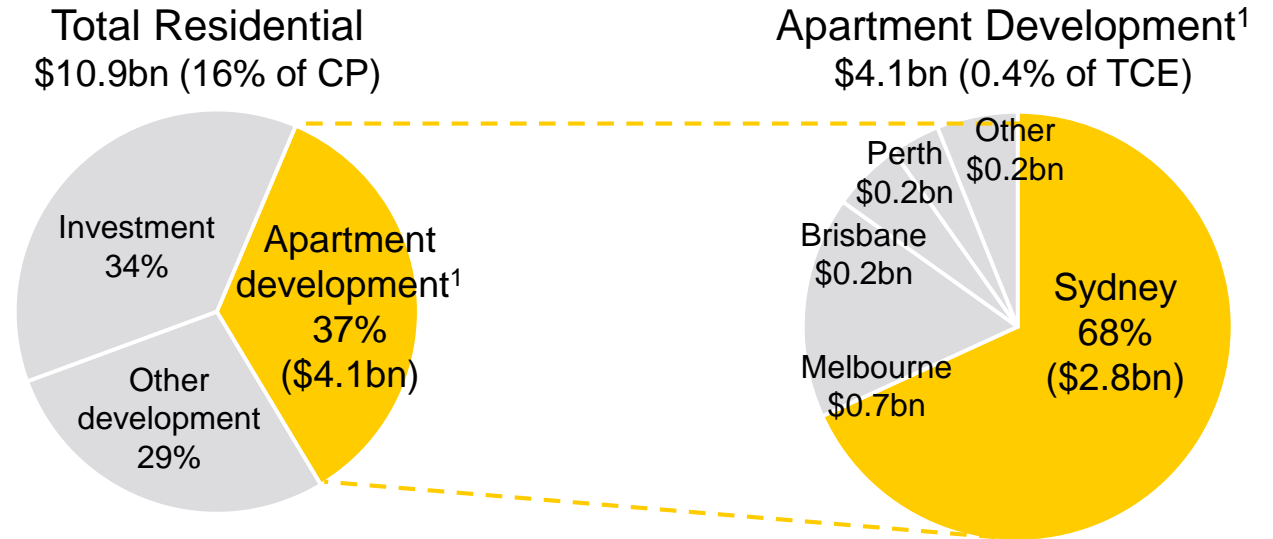 Total Residential
$10.9bn (16% of CP)
Investment
34%
Apartment
development¹
37%
($4.1bn)
Other
development
29%
Apartment Development¹
$4.1bn (0.4% of TCE)
Other
$0.2bn
Perth
$0.2bn
Brisbane
$0.2bn
Melbourne
$0.7bn
Sydney
68%
($2.8bn)